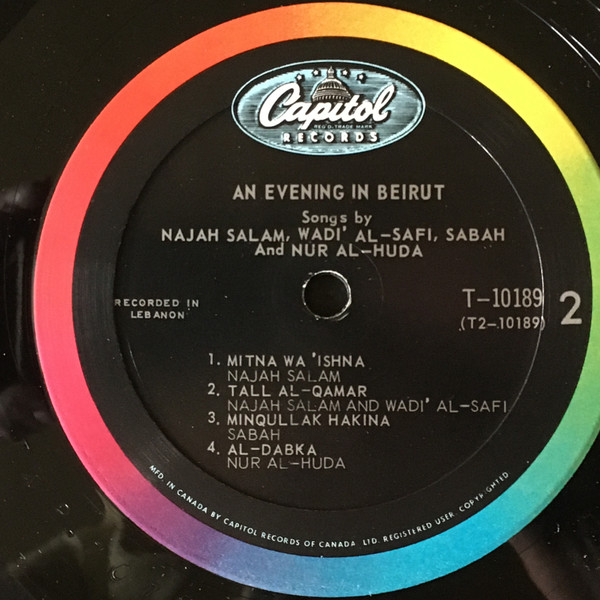 Capitol
REG'D. TRADE MARK
RECORDS
AN EVENING IN BEIRUT
Songs by
NAJAH SALAM, WADI' AL-SAFI, SABAH
And NUR AL-HUDA
RECORDED IN
LEBANON
T-10189
(T2-10189)
2
1. MITNA WA 'ISHNA
NAJAH SALAM
2. TALL AL-QAMAR
NAJAH SALAM AND WADI' AL-SAFI
3. MINQULLAK HAKINA
SABAH
4. AL-DABKA
NUR AL-HUDA
MFD. IN CANADA BY CAPITOL RECORDS OF CANADA LTD. REGISTERED USER. COPYRIGHTED